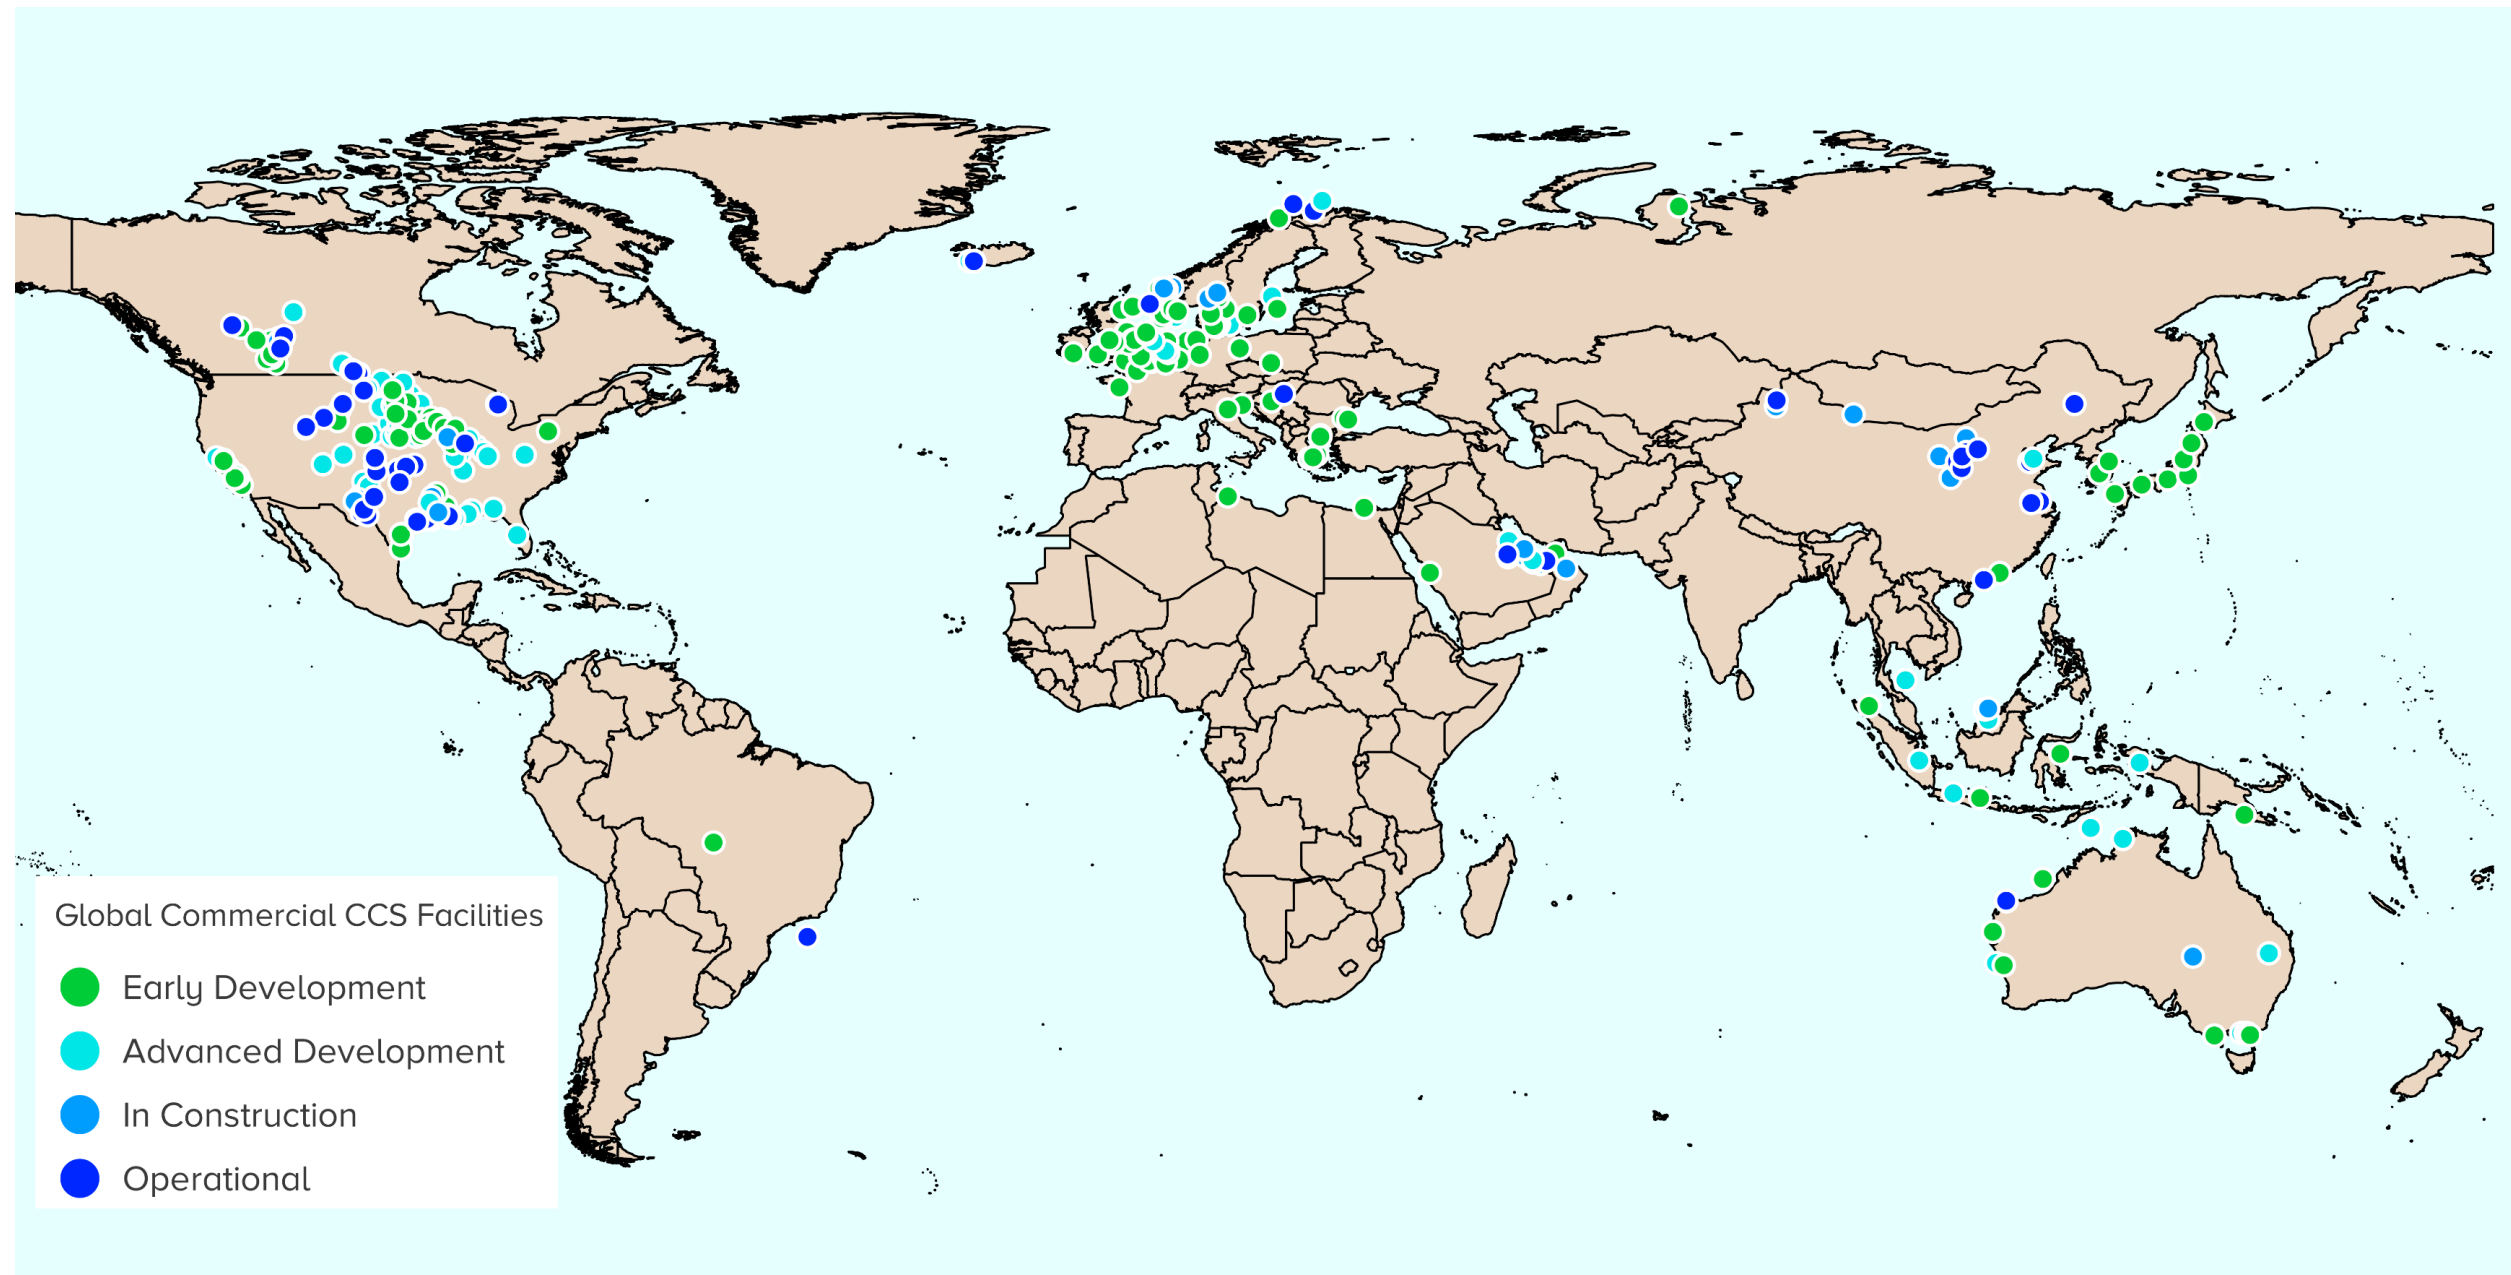 Global Commercial CCS Facilities
Early Development
Advanced Development
In Construction
Operational